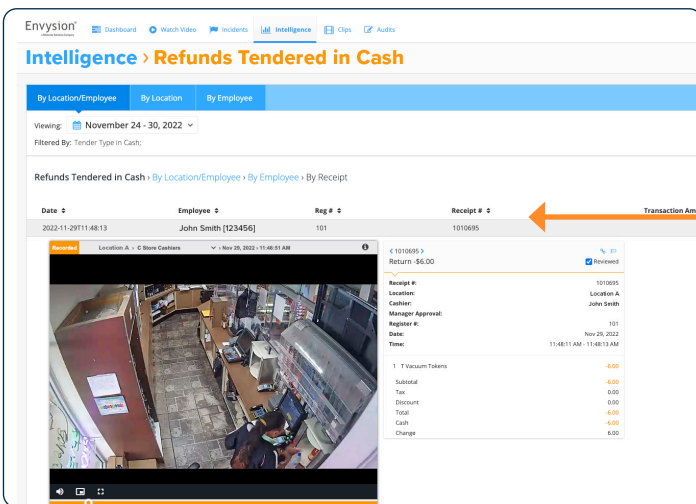 Envysion
Dashboard Watch Video Incidents Intelligence Clips Audits
Intelligence › Refunds Tendered in Cash
By Location/Employee By Location By Employee
Viewing: November 24 - 30, 2022
Filtered By: Tender Type in Cash;
Refunds Tendered in Cash › By Location/Employee › By Employee › By Receipt
Date Employee Reg # Receipt # Transaction Am
2022-11-29T11:48:13 John Smith [123456] 101 1010695
Recorded Location A › C Store Cashiers › Nov 29, 2022 › 11:46:51 AM
< 1010695 >
Return -$6.00 Reviewed
Receipt #: 1010695
Location: Location A
Cashier: John Smith
Manager Approval:
Register #: 101
Date: Nov 29, 2022
Time: 11:48:11 AM - 11:48:13 AM
1 T Vacuum Tokens -6.00
Subtotal -6.00
Tax 0.00
Discount 0.00
Total -6.00
Cash -6.00
Change 6.00